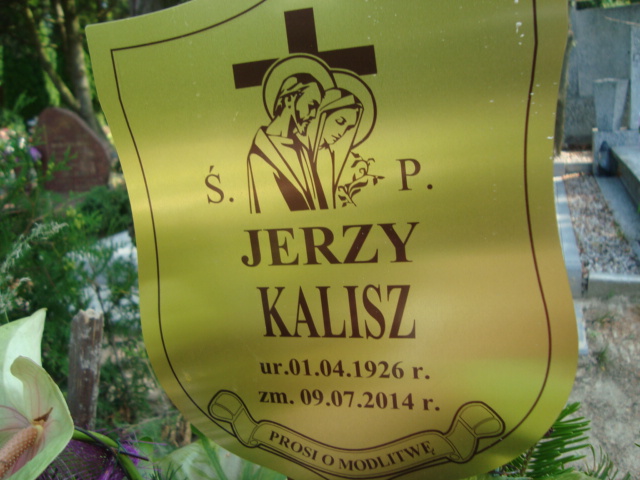 Ś. P.
JERZY
KALISZ
ur.01.04.1926 r.
zm. 09.07.2014 r.
PROSI O MODLITWĘ